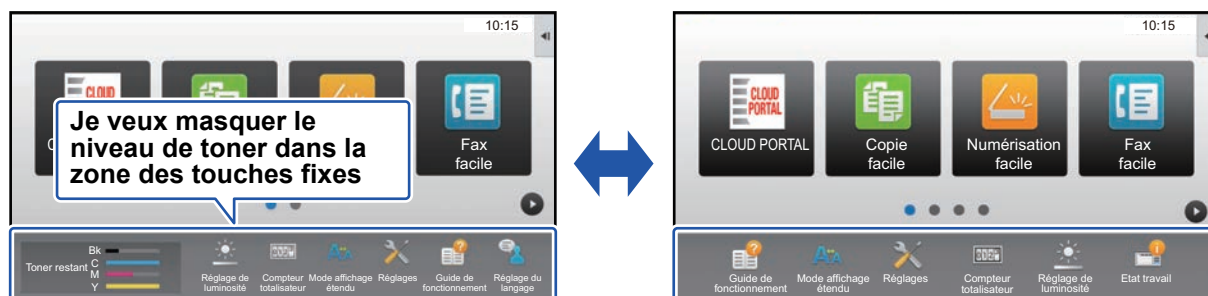 10:15
CLOUD
Je veux masquer le
niveau de toner dans la
zone des touches fixes
Fax
facile
Toner restant
Bk
C
M
Y
Réglage de
luminosité
Compteur
totalisateur
Mode affichage
étendu
Réglages
Guide de
fonctionnement
Réglage du
langage
10:15
CLOUD
PORTAL
CLOUD PORTAL
Copie
facile
Numérisation
facile
Fax
facile
Guide de
fonctionnement
Mode affichage
étendu
Réglages
Compteur
totalisateur
Réglage de
luminosité
Etat travail